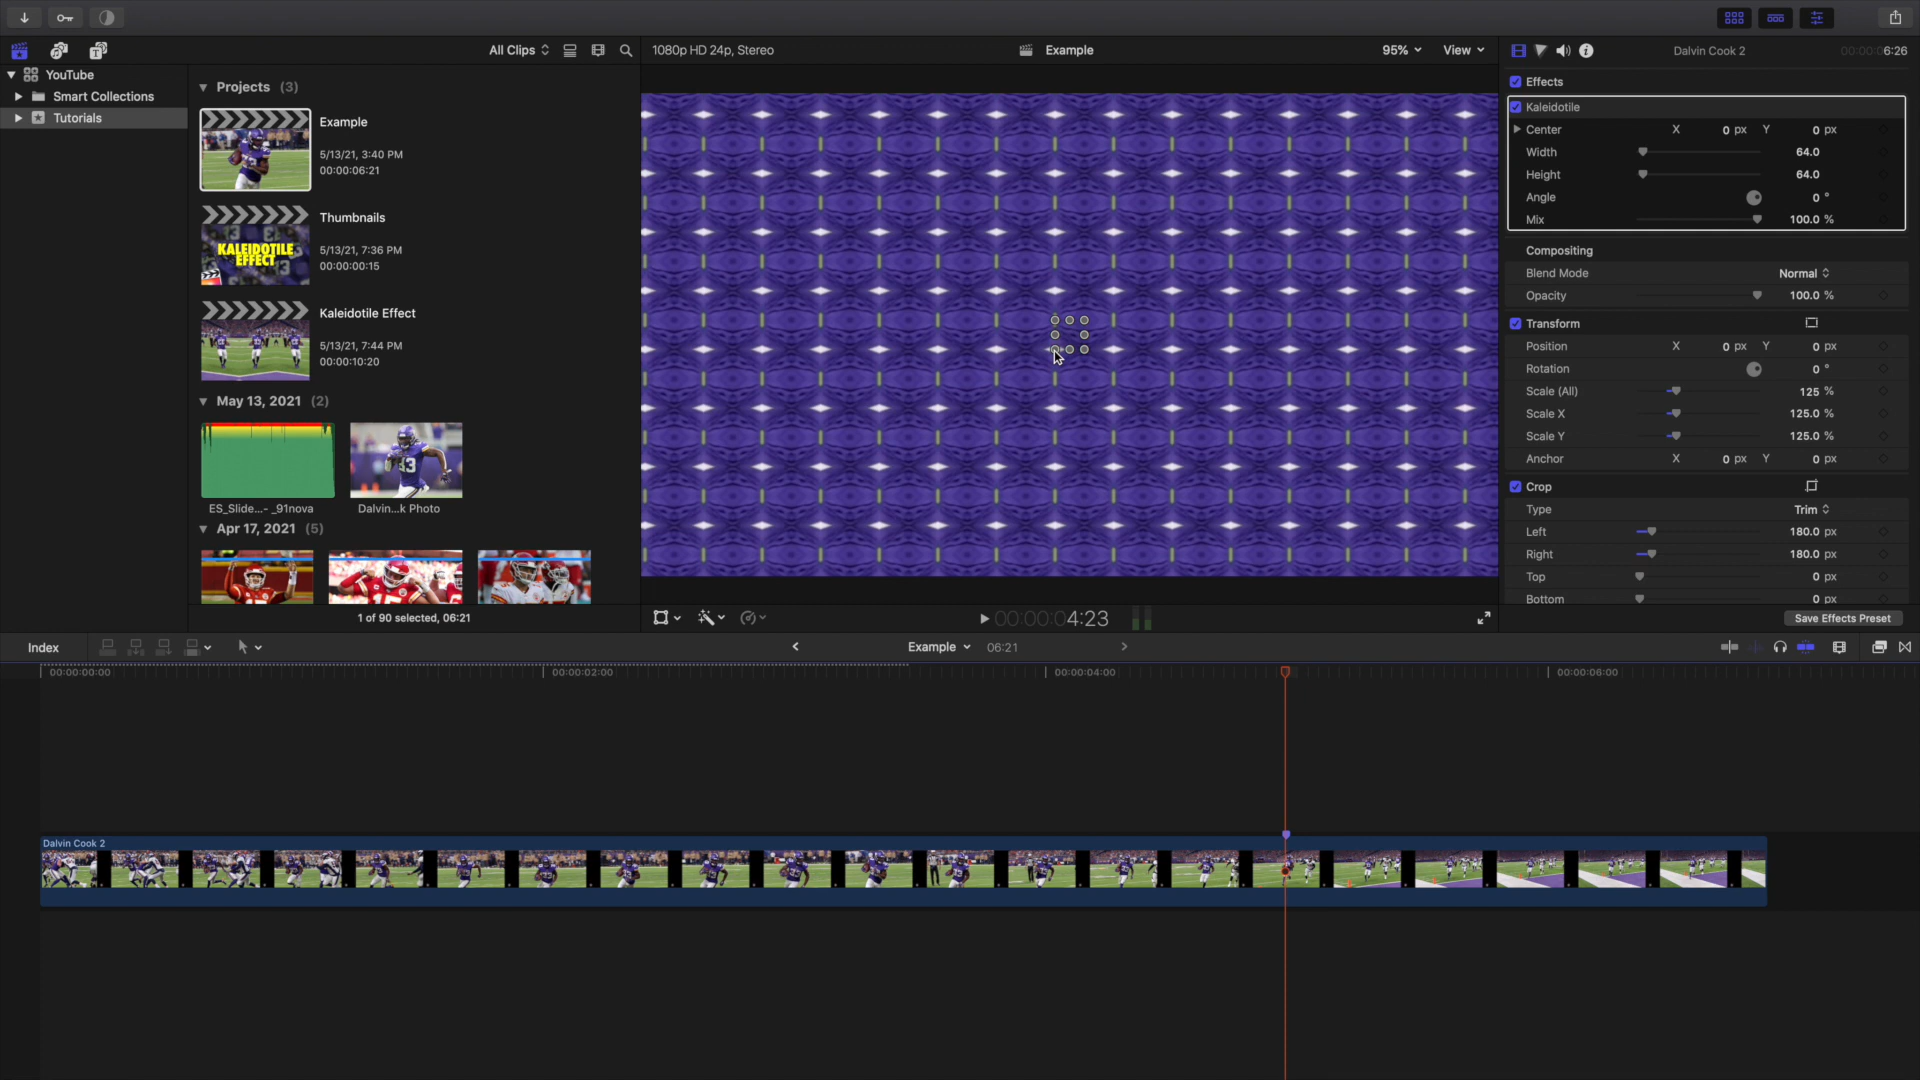 All Clips
1080p HD 24p, Stereo
Example
95%
View
Dalvin Cook 2
00:00:06:26
YouTube
Smart Collections
Tutorials
Projects (3)
Example
5/13/21, 3:40 PM
00:00:06:21
Thumbnails
5/13/21, 7:36 PM
00:00:00:15
KALEIDOTILE
EFFECT
Kaleidotile Effect
5/13/21, 7:44 PM
00:00:10:20
May 13, 2021 (2)
ES_Slide...- _91nova
Dalvin...k Photo
33
Apr 17, 2021 (5)
15
1 of 90 selected, 06:21
00:00:04:23
Effects
Kaleidotile
Center X 0 px Y 0 px
Width 64.0
Height 64.0
Angle 0 °
Mix 100.0 %
Compositing
Blend Mode Normal
Opacity 100.0 %
Transform
Position X 0 px Y 0 px
Rotation 0 °
Scale (All) 125 %
Scale X 125.0 %
Scale Y 125.0 %
Anchor X 0 px Y 0 px
Crop
Type Trim
Left 180.0 px
Right 180.0 px
Top 0 px
Bottom 0 px
Save Effects Preset
Index
Example
06:21
00:00:00:00
00:00:02:00
00:00:04:00
00:00:06:00
Dalvin Cook 2